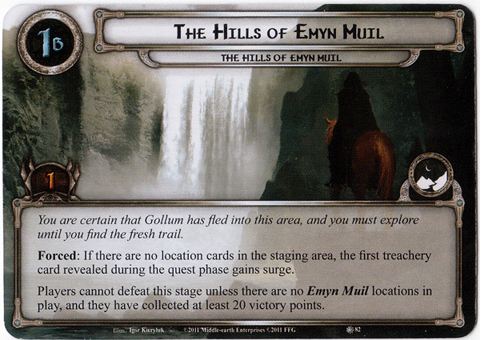 1B
THE HILLS OF EMYN MUIL
THE HILLS OF EMYN MUIL
1
You are certain that Gollum has fled into this area, and you must explore
until you find the fresh trail.
Forced: If there are no location cards in the staging area, the first treachery
card revealed during the quest phase gains surge.
Players cannot defeat this stage unless there are no Emyn Muil locations in
play, and they have collected at least 20 victory points.
Illus. Igor Kieryluk ©2011 Middle-earth Enterprises ©2011 FFG 82